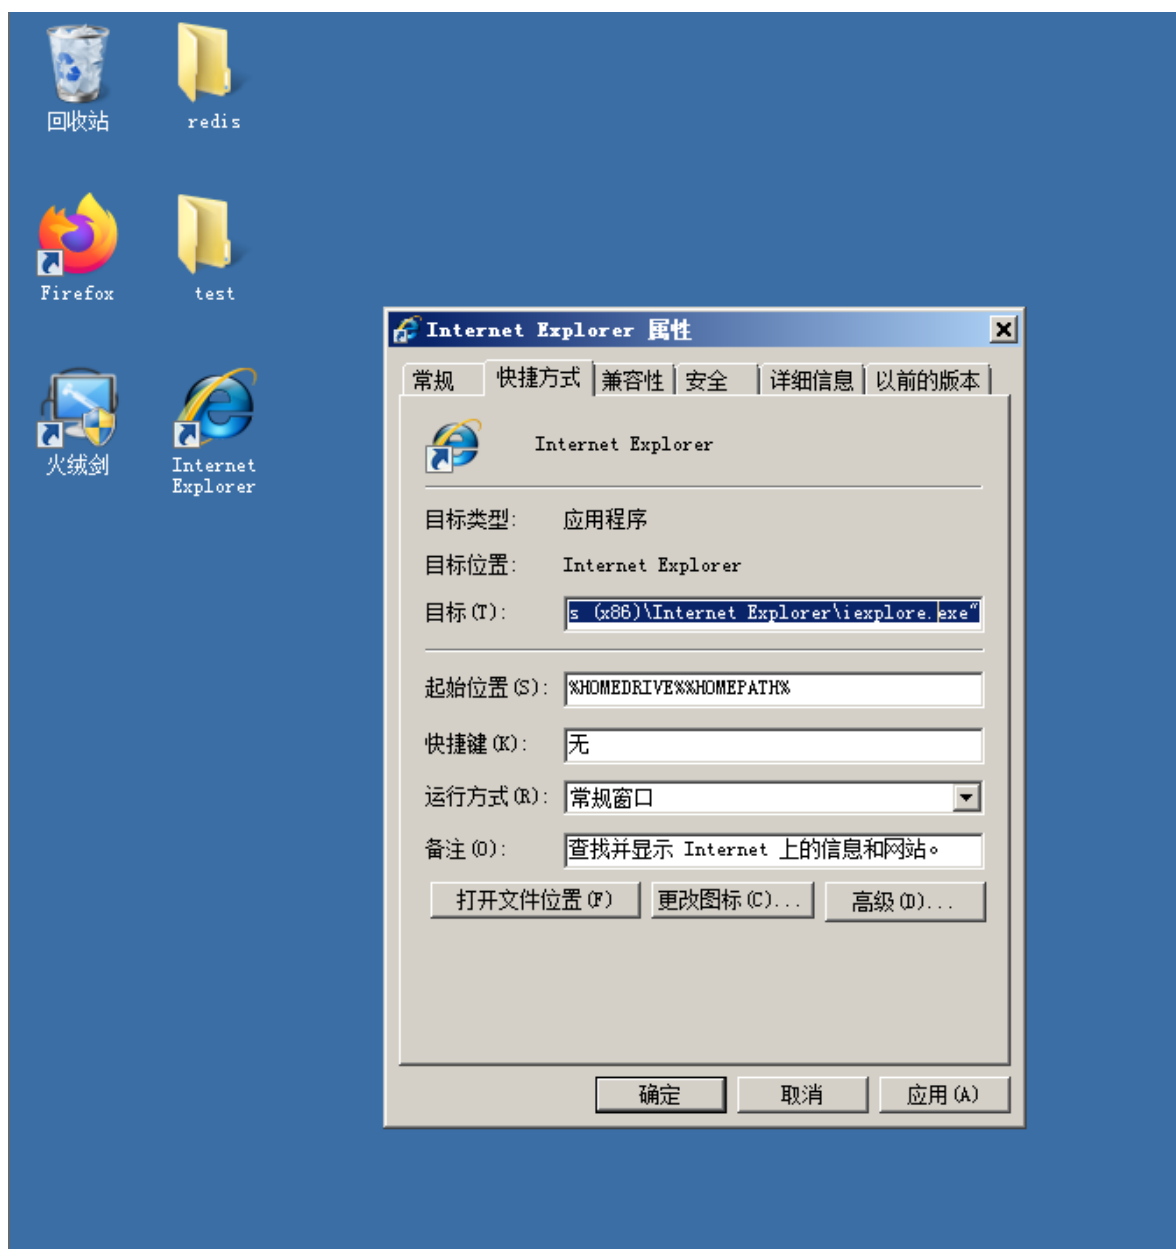 回收站
redis
Firefox
test
火绒剑
Internet
Explorer
Internet Explorer 属性
常规 快捷方式 兼容性 安全 详细信息 以前的版本
Internet Explorer
目标类型: 应用程序
目标位置: Internet Explorer
目标(T): s (x86)\Internet Explorer\iexplore.exe"
起始位置(S): %HOMEDRIVE%%HOMEPATH%
快捷键(K): 无
运行方式(R): 常规窗口
备注(O): 查找并显示 Internet 上的信息和网站。
打开文件位置(F) 更改图标(C)... 高级(D)...
确定 取消 应用(A)